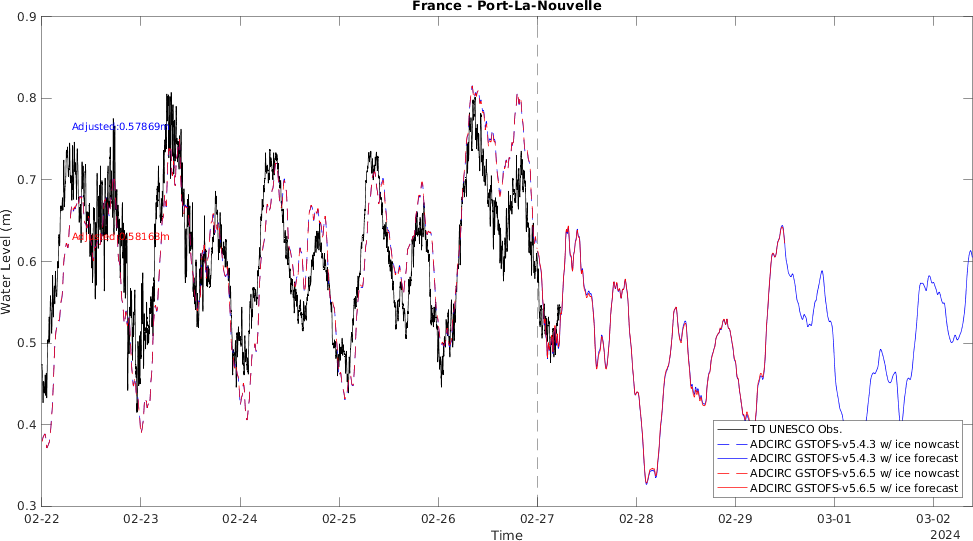 France - Port-La-Nouvelle
Water Level (m)
0.9
0.8
0.7
0.6
0.5
0.4
0.3
Adjusted:0.57869m
Adjusted:0.58163m
TD UNESCO Obs.
ADCIRC GSTOFS-v5.4.3 w/ ice nowcast
ADCIRC GSTOFS-v5.4.3 w/ ice forecast
ADCIRC GSTOFS-v5.6.5 w/ ice nowcast
ADCIRC GSTOFS-v5.6.5 w/ ice forecast
02-22 02-23 02-24 02-25 02-26 02-27 02-28 02-29 03-01 03-02
Time
2024